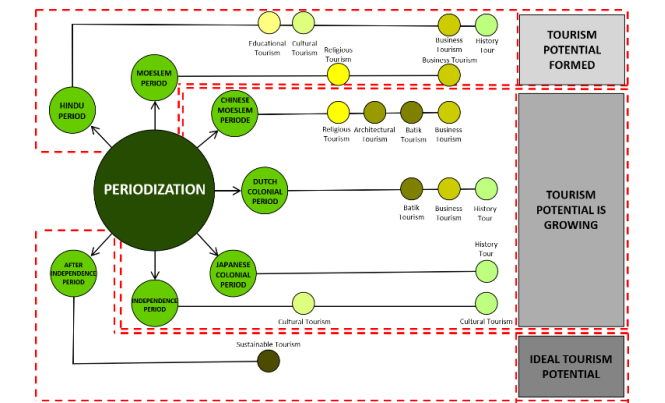 Educational
Tourism
Cultural
Tourism
Business
Tourism
History
Tour
TOURISM
POTENTIAL
FORMED
MOESLEM
PERIOD
Religious
Tourism
Business Tourism
HINDU
PERIOD
CHINESE
MOESLEM
PERIODE
Religious
Tourism
Architectural
Tourism
Batik
Tourism
Business
Tourism
PERIODIZATION
DUTCH
COLONIAL
PERIOD
Batik
Tourism
Business
Tourism
History
Tour
TOURISM
POTENTIAL IS
GROWING
AFTER
INDEPENDENCE
PERIOD
JAPANESE
COLONIAL
PERIOD
History
Tour
INDEPENDENCE
PERIOD
Cultural Tourism
Cultural Tourism
Sustainable Tourism
IDEAL TOURISM
POTENTIAL